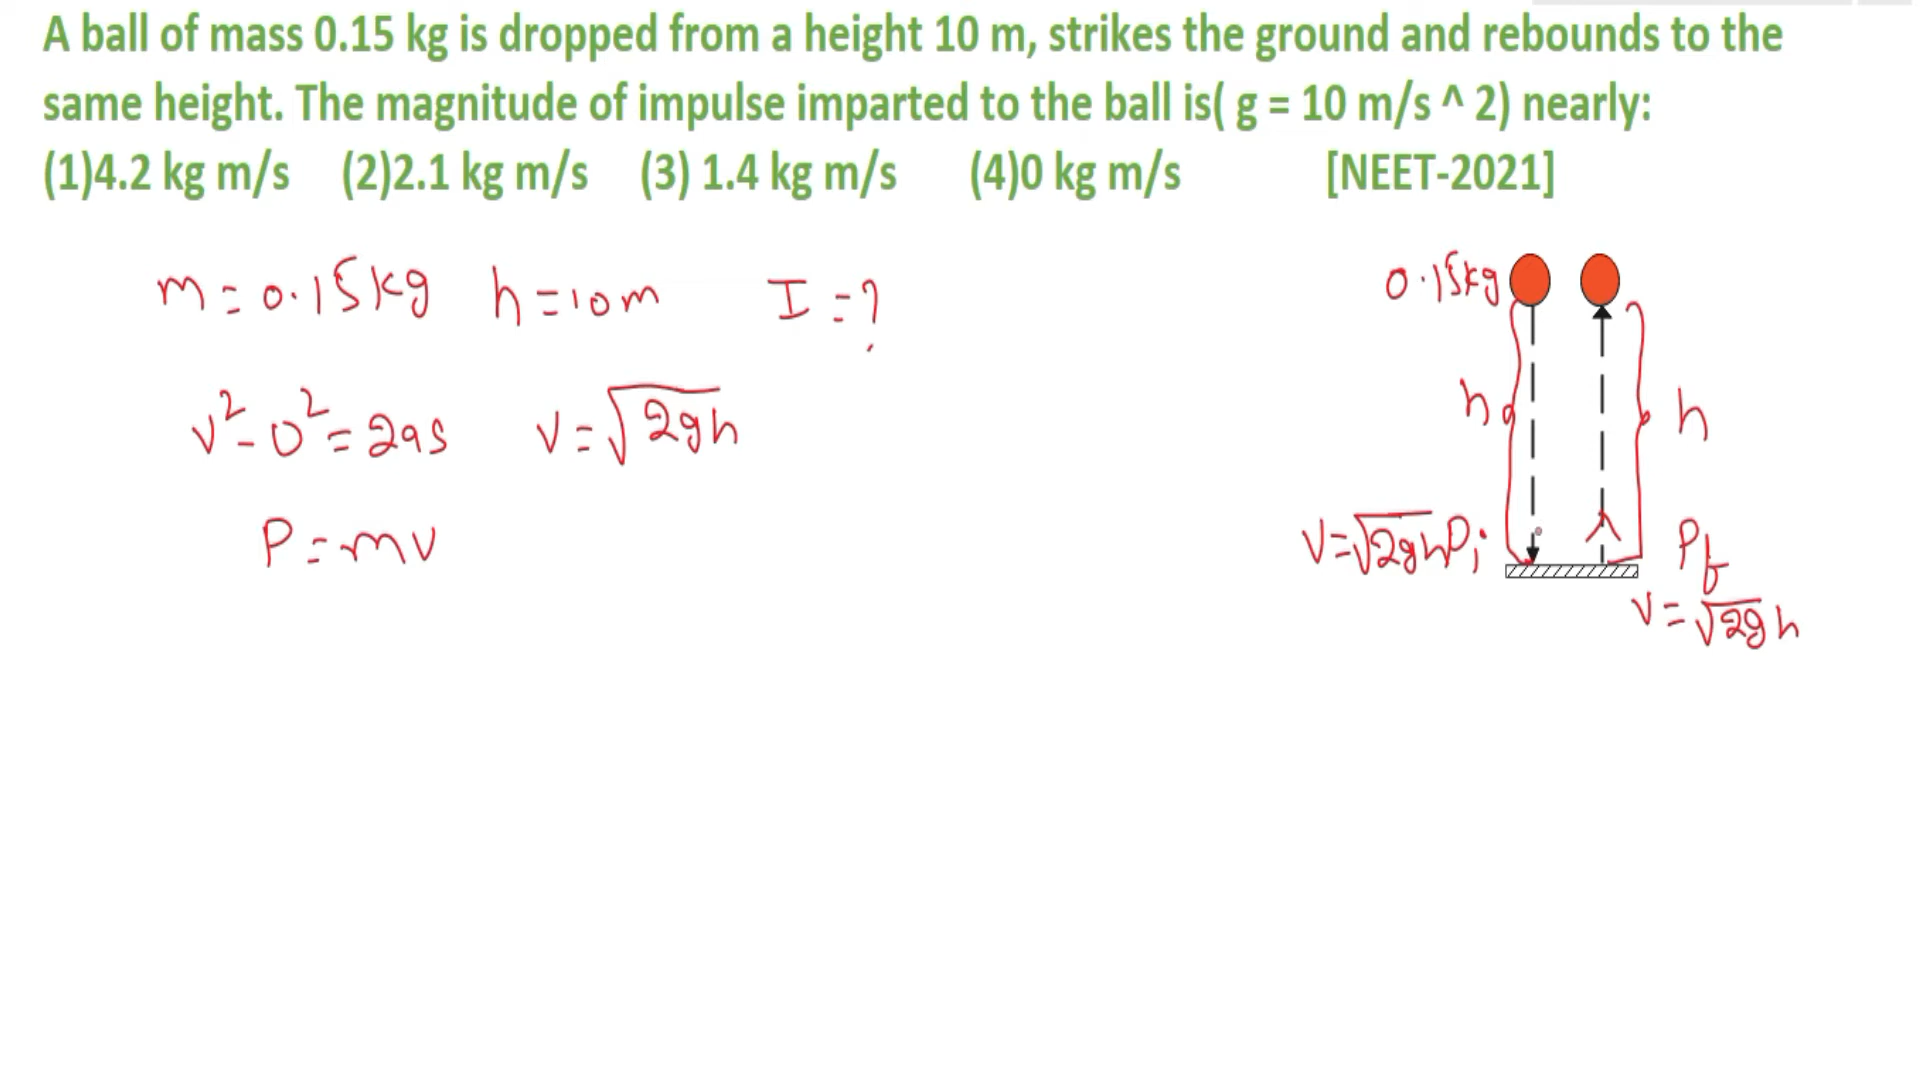 A ball of mass 0.15 kg is dropped from a height 10 m, strikes the ground and rebounds to the
same height. The magnitude of impulse imparted to the ball is( g = 10 m/s ^ 2) nearly:
(1)4.2 kg m/s (2)2.1 kg m/s (3) 1.4 kg m/s (4)0 kg m/s [NEET-2021]
m = 0.15kg h = 10m I = ?
0.15kg
v² - 0² = 2as v = √2gh
h h
P = mv
v = √2gh Pi Pf
v = √2gh